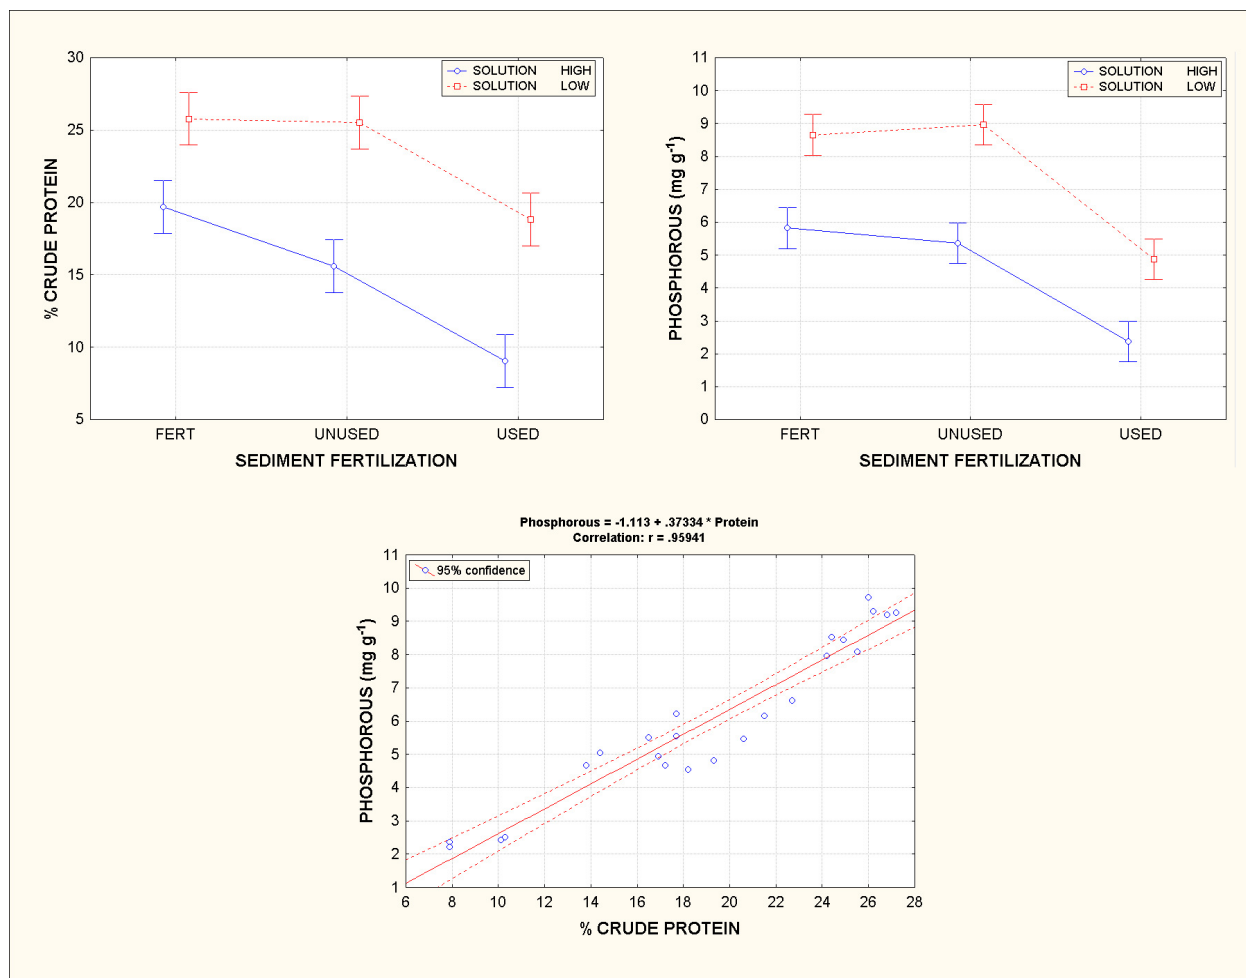 30
25
20
15
10
5
% CRUDE PROTEIN
SOLUTION HIGH
SOLUTION LOW
FERT UNUSED USED
SEDIMENT FERTILIZATION
11
10
9
8
7
6
5
4
3
2
1
0
PHOSPHOROUS (mg g-1)
SOLUTION HIGH
SOLUTION LOW
FERT UNUSED USED
SEDIMENT FERTILIZATION
Phosphorous = -1.113 + .37334 * Protein
Correlation: r = .95941
11
10
9
8
7
6
5
4
3
2
1
PHOSPHOROUS (mg g-1)
95% confidence
6 8 10 12 14 16 18 20 22 24 26 28
% CRUDE PROTEIN